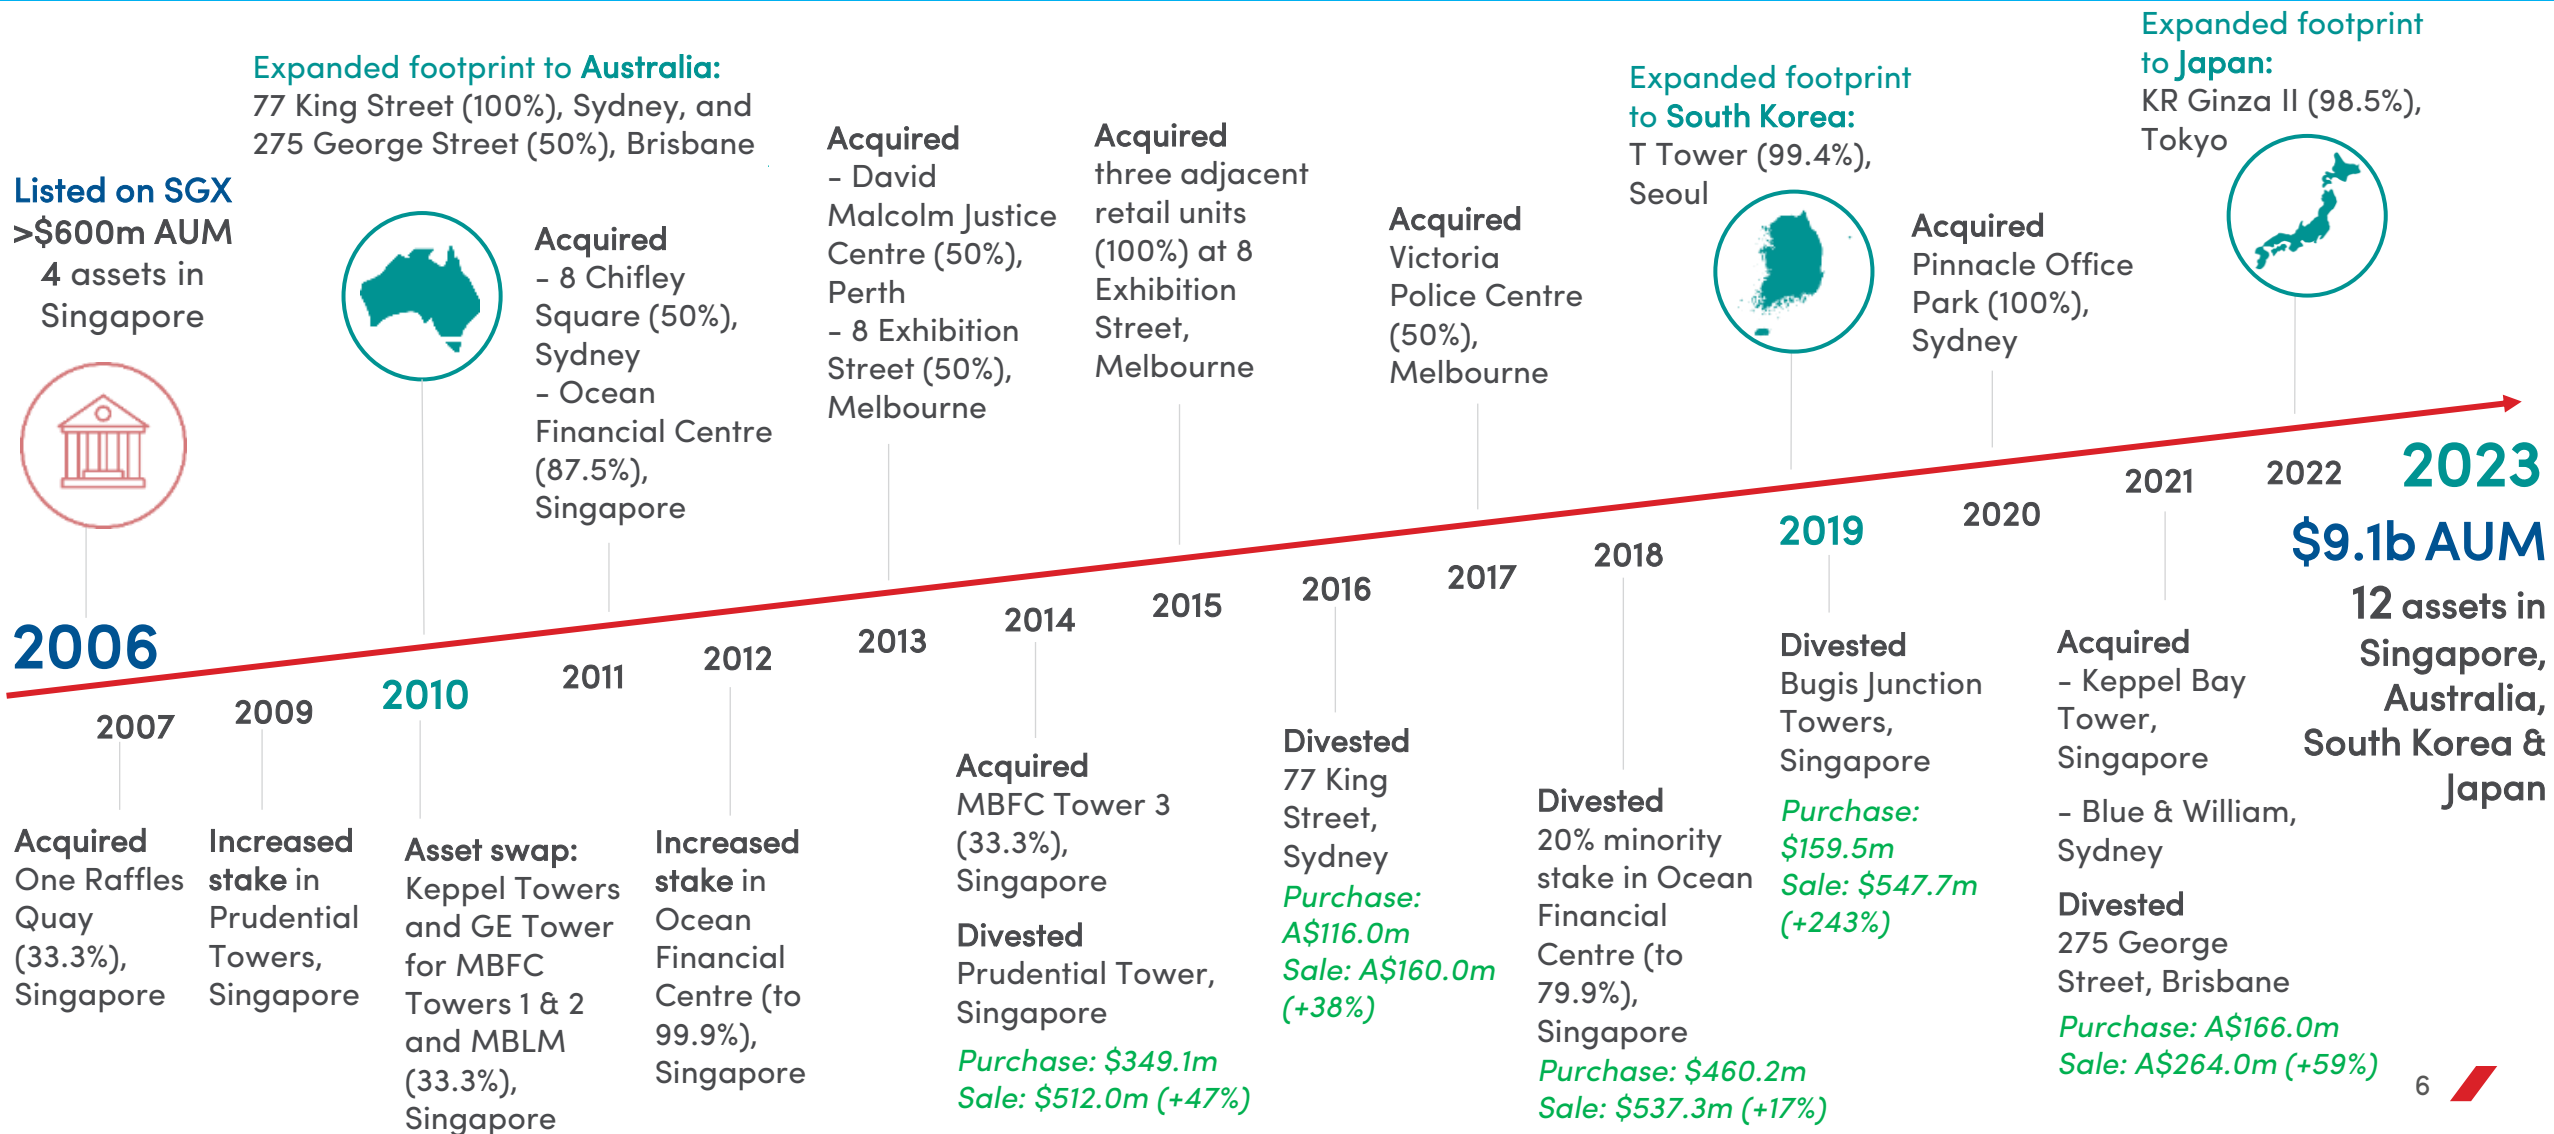 Listed on SGX
>$600m AUM
4 assets in
Singapore
2006
2007
Acquired
One Raffles
Quay
(33.3%),
Singapore
2009
Increased
stake in
Prudential
Towers,
Singapore
Expanded footprint to Australia:
77 King Street (100%), Sydney, and
275 George Street (50%), Brisbane
2010
Asset swap:
Keppel Towers
and GE Tower
for MBFC
Towers 1 & 2
and MBLM
(33.3%),
Singapore
Acquired
- 8 Chifley
Square (50%),
Sydney
- Ocean
Financial Centre
(87.5%),
Singapore
2011
2012
Increased
stake in
Ocean
Financial
Centre (to
99.9%),
Singapore
Acquired
- David
Malcolm Justice
Centre (50%),
Perth
- 8 Exhibition
Street (50%),
Melbourne
2013
2014
Acquired
MBFC Tower 3
(33.3%),
Singapore
Divested
Prudential Tower,
Singapore
Purchase: $349.1m
Sale: $512.0m (+47%)
Acquired
three adjacent
retail units
(100%) at 8
Exhibition
Street,
Melbourne
2015
2016
Divested
77 King
Street,
Sydney
Purchase:
A$116.0m
Sale: A$160.0m
(+38%)
Acquired
Victoria
Police Centre
(50%),
Melbourne
2017
2018
Divested
20% minority
stake in Ocean
Financial
Centre (to
79.9%),
Singapore
Purchase: $460.2m
Sale: $537.3m (+17%)
Expanded footprint
to South Korea:
T Tower (99.4%),
Seoul
2019
Divested
Bugis Junction
Towers,
Singapore
Purchase:
$159.5m
Sale: $547.7m
(+243%)
Acquired
Pinnacle Office
Park (100%),
Sydney
2020
2021
Acquired
- Keppel Bay
Tower,
Singapore
- Blue & William,
Sydney
Divested
275 George
Street, Brisbane
Purchase: A$166.0m
Sale: A$264.0m (+59%)
Expanded footprint
to Japan:
KR Ginza II (98.5%),
Tokyo
2022
2023
$9.1b AUM
12 assets in
Singapore,
Australia,
South Korea &
Japan
6